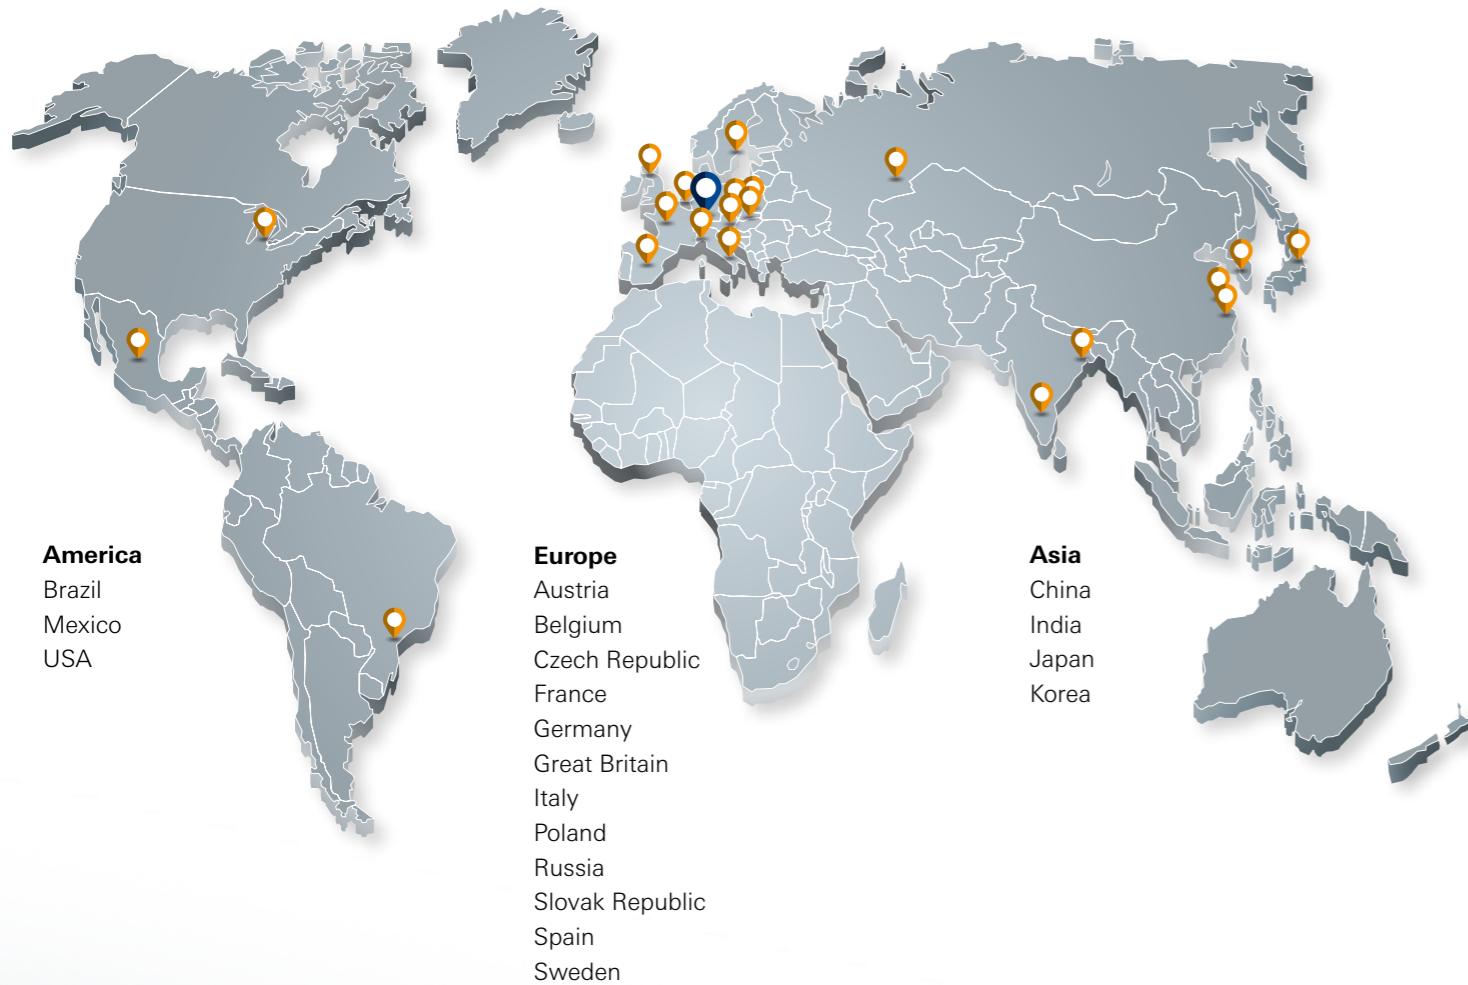 America
Brazil
Mexico
USA
Europe
Austria
Belgium
Czech Republic
France
Germany
Great Britain
Italy
Poland
Russia
Slovak Republic
Spain
Sweden
Asia
China
India
Japan
Korea